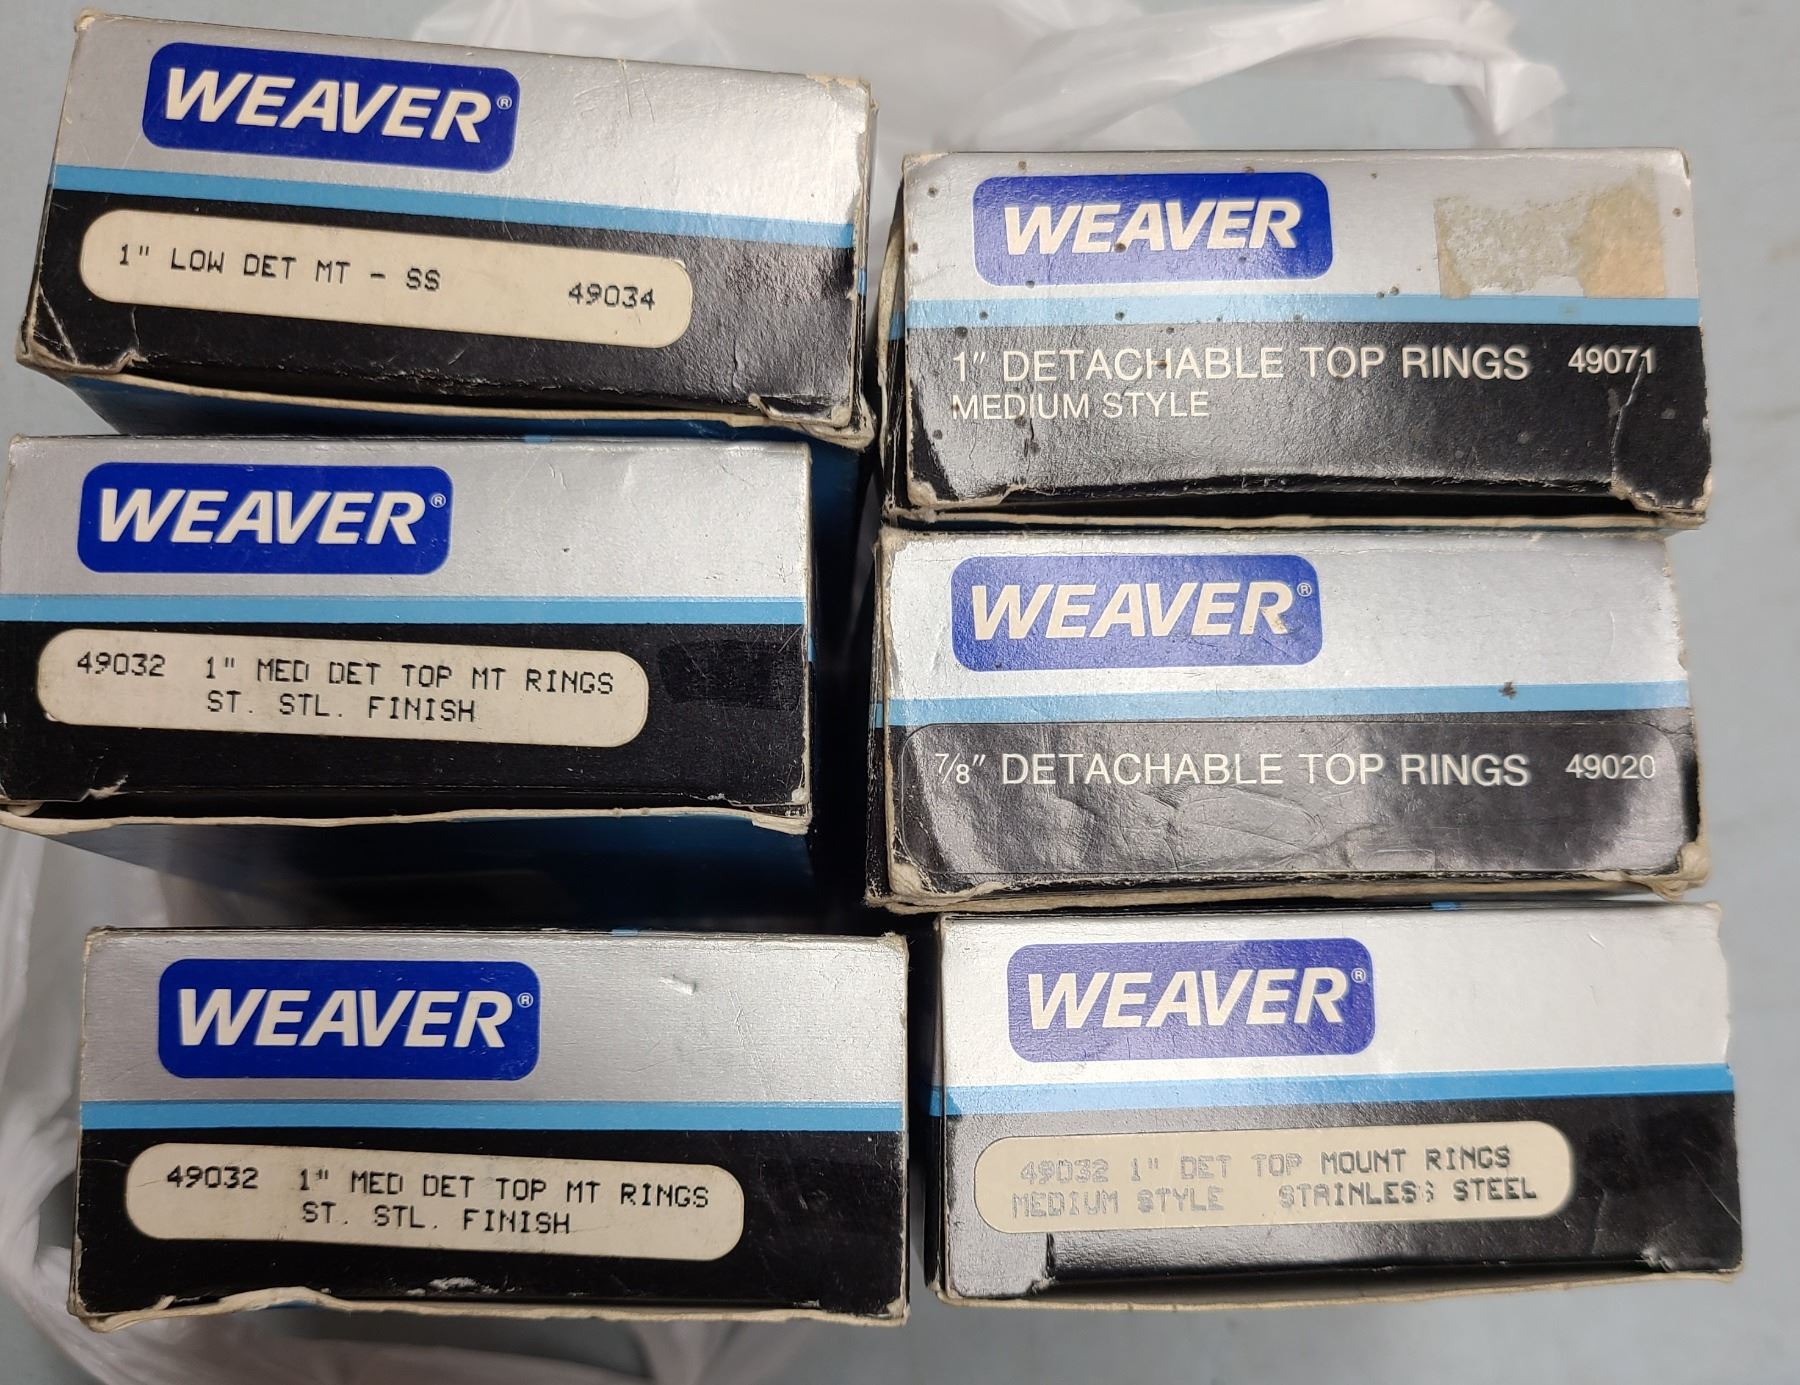 WEAVER®
1" LOW DET MT - SS 49034
WEAVER®
49032 1" MED DET TOP MT RINGS
ST. STL. FINISH
WEAVER®
49032 1" MED DET TOP MT RINGS
ST. STL. FINISH
WEAVER
1" DETACHABLE TOP RINGS 49071
MEDIUM STYLE
WEAVER®
7/8" DETACHABLE TOP RINGS 49020
WEAVER®
49032 1" DET TOP MOUNT RINGS
MEDIUM STYLE STAINLESS STEEL